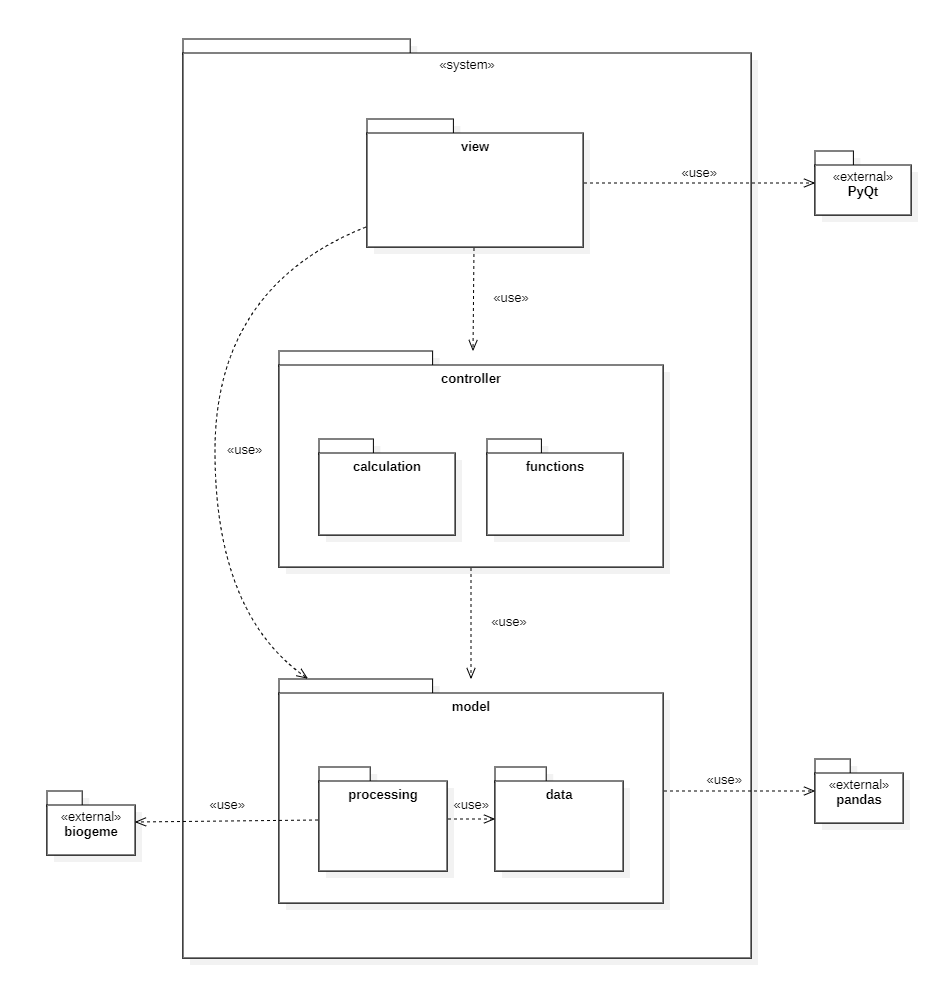 «system»
view
«use»
«external»
PyQt
«use»
controller
«use»
calculation
functions
«use»
model
«use»
«external»
pandas
processing
data
«use»
«use»
«external»
biogeme